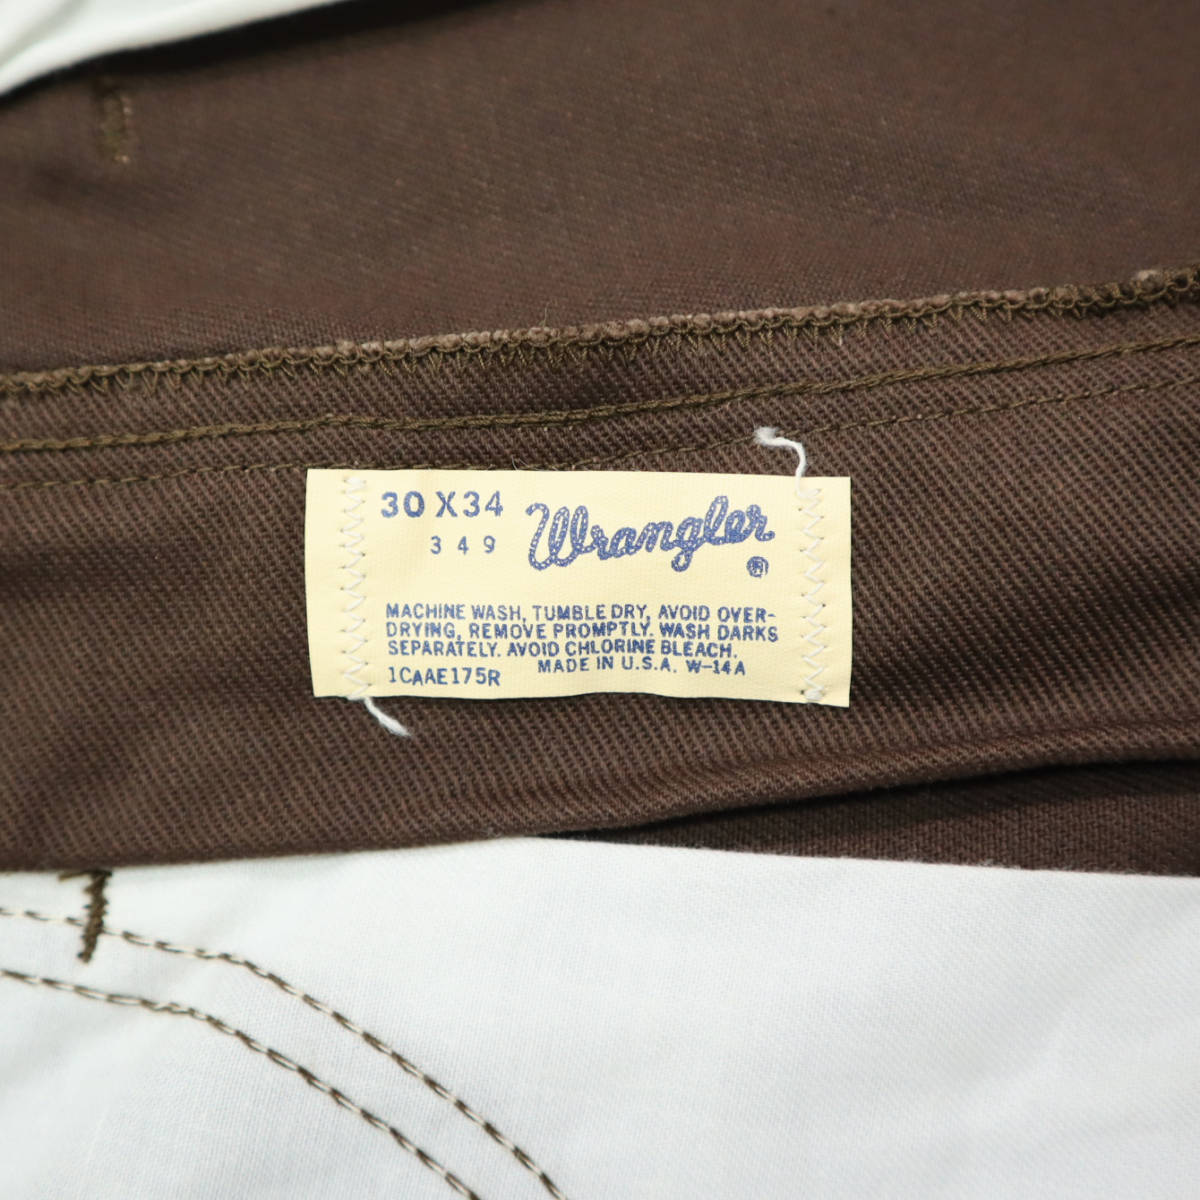 30 X 34 Wrangler
349 ®
MACHINE WASH, TUMBLE DRY, AVOID OVER-
DRYING, REMOVE PROMPTLY. WASH DARKS
SEPARATELY. AVOID CHLORINE BLEACH.
MADE IN U.S.A. W-14A
1CAAE175R